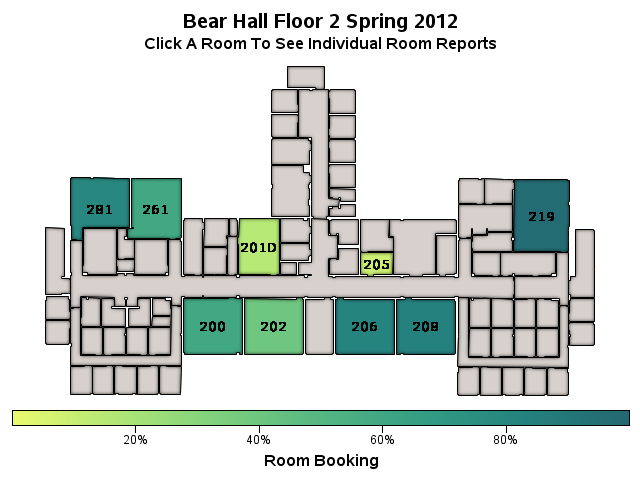 Bear Hall Floor 2 Spring 2012
Click A Room To See Individual Room Reports
281 261 219
201D
205
200 202 206 208
20% 40% 60% 80%
Room Booking